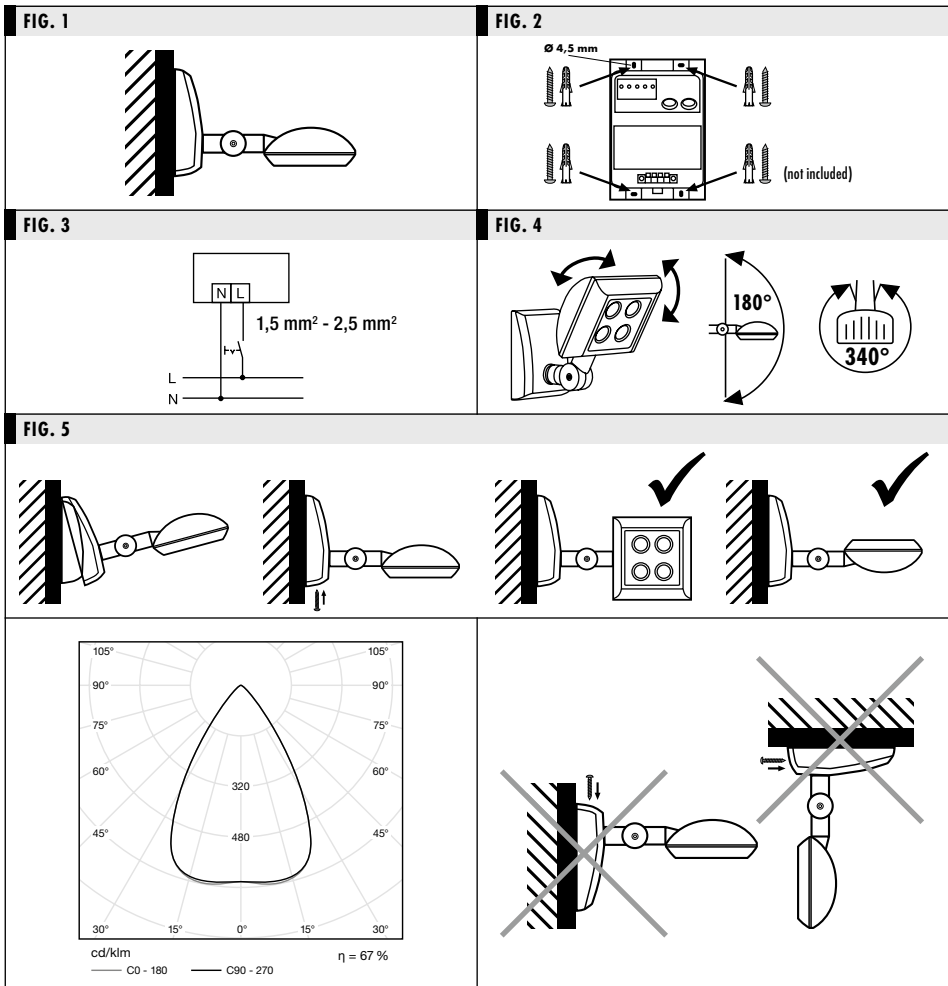 FIG. 1
FIG. 2
Ø 4,5 mm
(not included)
FIG. 3
N L
1,5 mm² - 2,5 mm²
L
N
FIG. 4
180°
340°
FIG. 5
105° 105°
90° 90°
75° 75°
60° 60°
320
45° 480 45°
30° 15° 0° 15° 30°
cd/klm η = 67 %
C0 - 180 C90 - 270